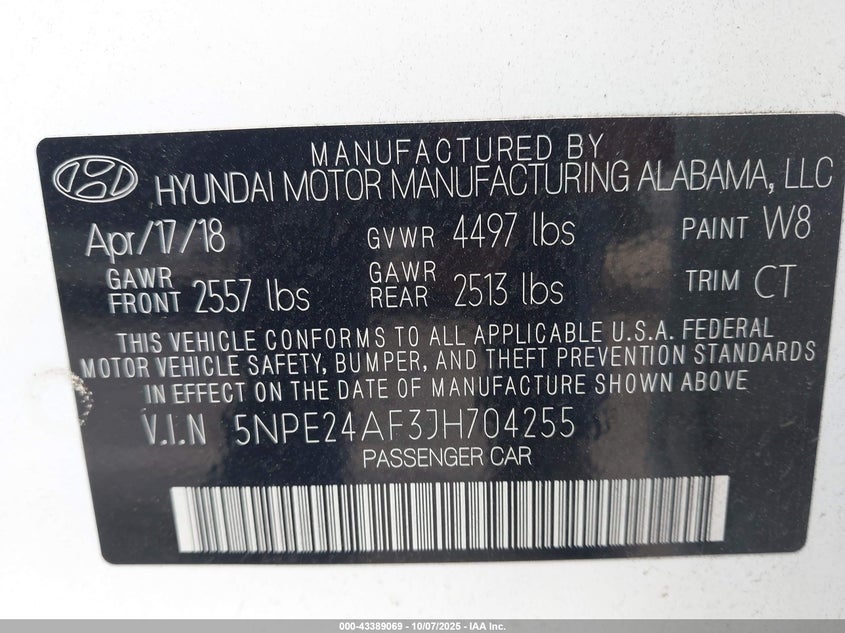 MANUFACTURED BY
HYUNDAI MOTOR MANUFACTURING ALABAMA, LLC
Apr/17/18 GVWR 4497 lbs PAINT W8
GAWR FRONT 2557 lbs GAWR REAR 2513 lbs TRIM CT
THIS VEHICLE CONFORMS TO ALL APPLICABLE U.S.A. FEDERAL
MOTOR VEHICLE SAFETY, BUMPER, AND THEFT PREVENTION STANDARDS
IN EFFECT ON THE DATE OF MANUFACTURE SHOWN ABOVE
V.I.N 5NPE24AF3JH704255
PASSENGER CAR
000-43389069 - 10/07/2025 - IAA Inc.